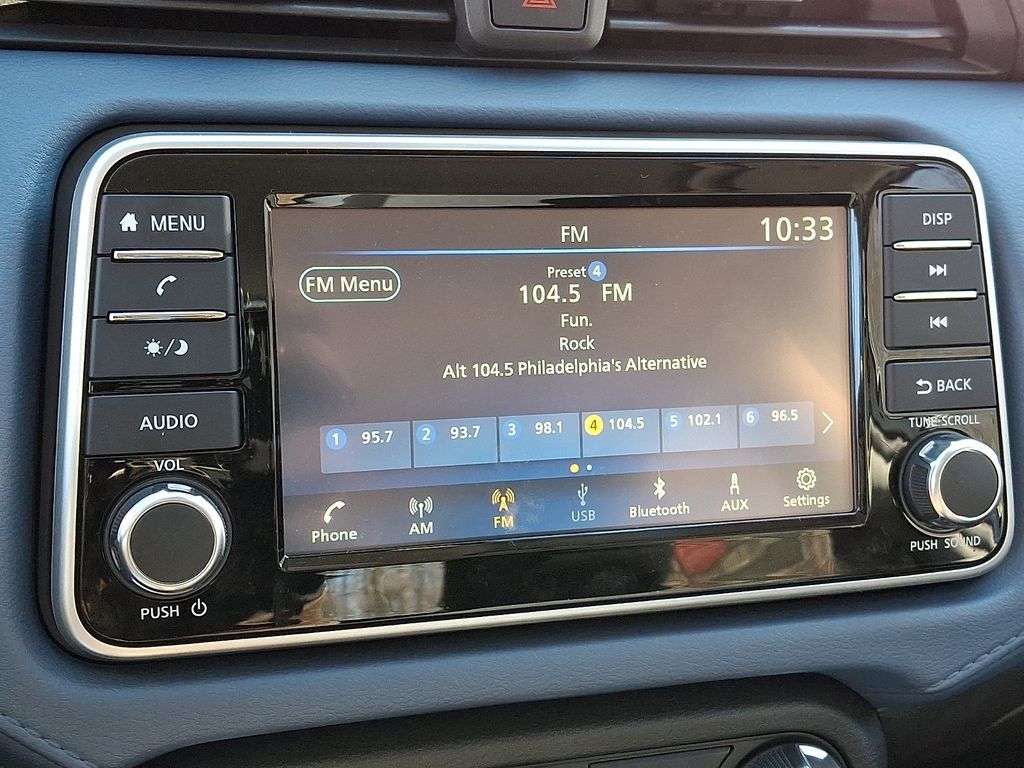 MENU
AUDIO
VOL
PUSH
FM
10:33
FM Menu
Preset 4
104.5 FM
Fun.
Rock
Alt 104.5 Philadelphia's Alternative
1 95.7 2 93.7 3 98.1 4 104.5 5 102.1 6 96.5
Phone AM FM USB Bluetooth AUX Settings
DISP
BACK
TUNE·SCROLL
PUSH SOUND